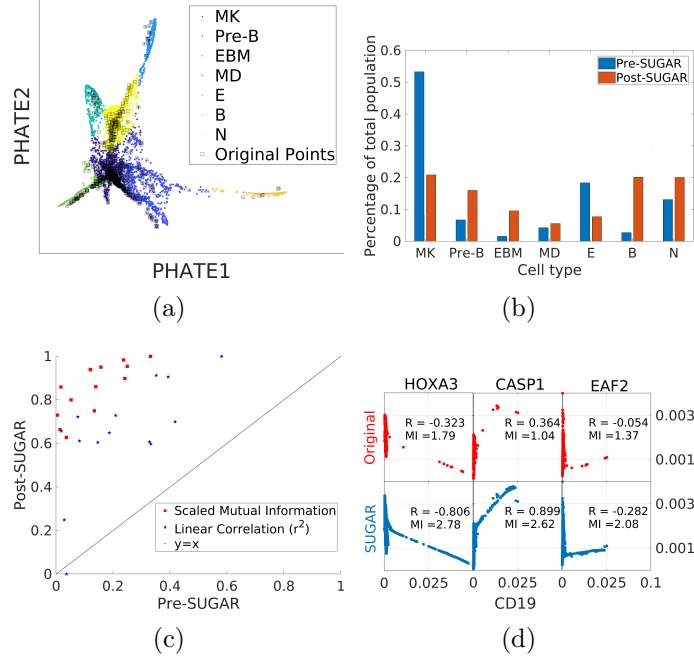 MK
Pre-B
EBM
MD
E
B
N
Original Points
PHATE2
PHATE1
(a)
Percentage of total population
0.6
0.5
0.4
0.3
0.2
0.1
0
Pre-SUGAR
Post-SUGAR
MK Pre-B EBM MD E B N
Cell type
(b)
Post-SUGAR
1
0.8
0.6
0.4
0.2
0
Scaled Mutual Information
Linear Correlation (r²)
y=x
0 0.2 0.4 0.6 0.8 1
Pre-SUGAR
(c)
HOXA3 CASP1 EAF2
Original
R = -0.323 R = 0.364 R = -0.054
MI =1.79 MI =1.04 MI =1.37
0.003
0.001
SUGAR
R = -0.806 R = 0.899 R = -0.282
MI =2.78 MI =2.62 MI =2.08
0.003
0.001
0 0.025 0 0.025 0 0.025 0.1
CD19
(d)